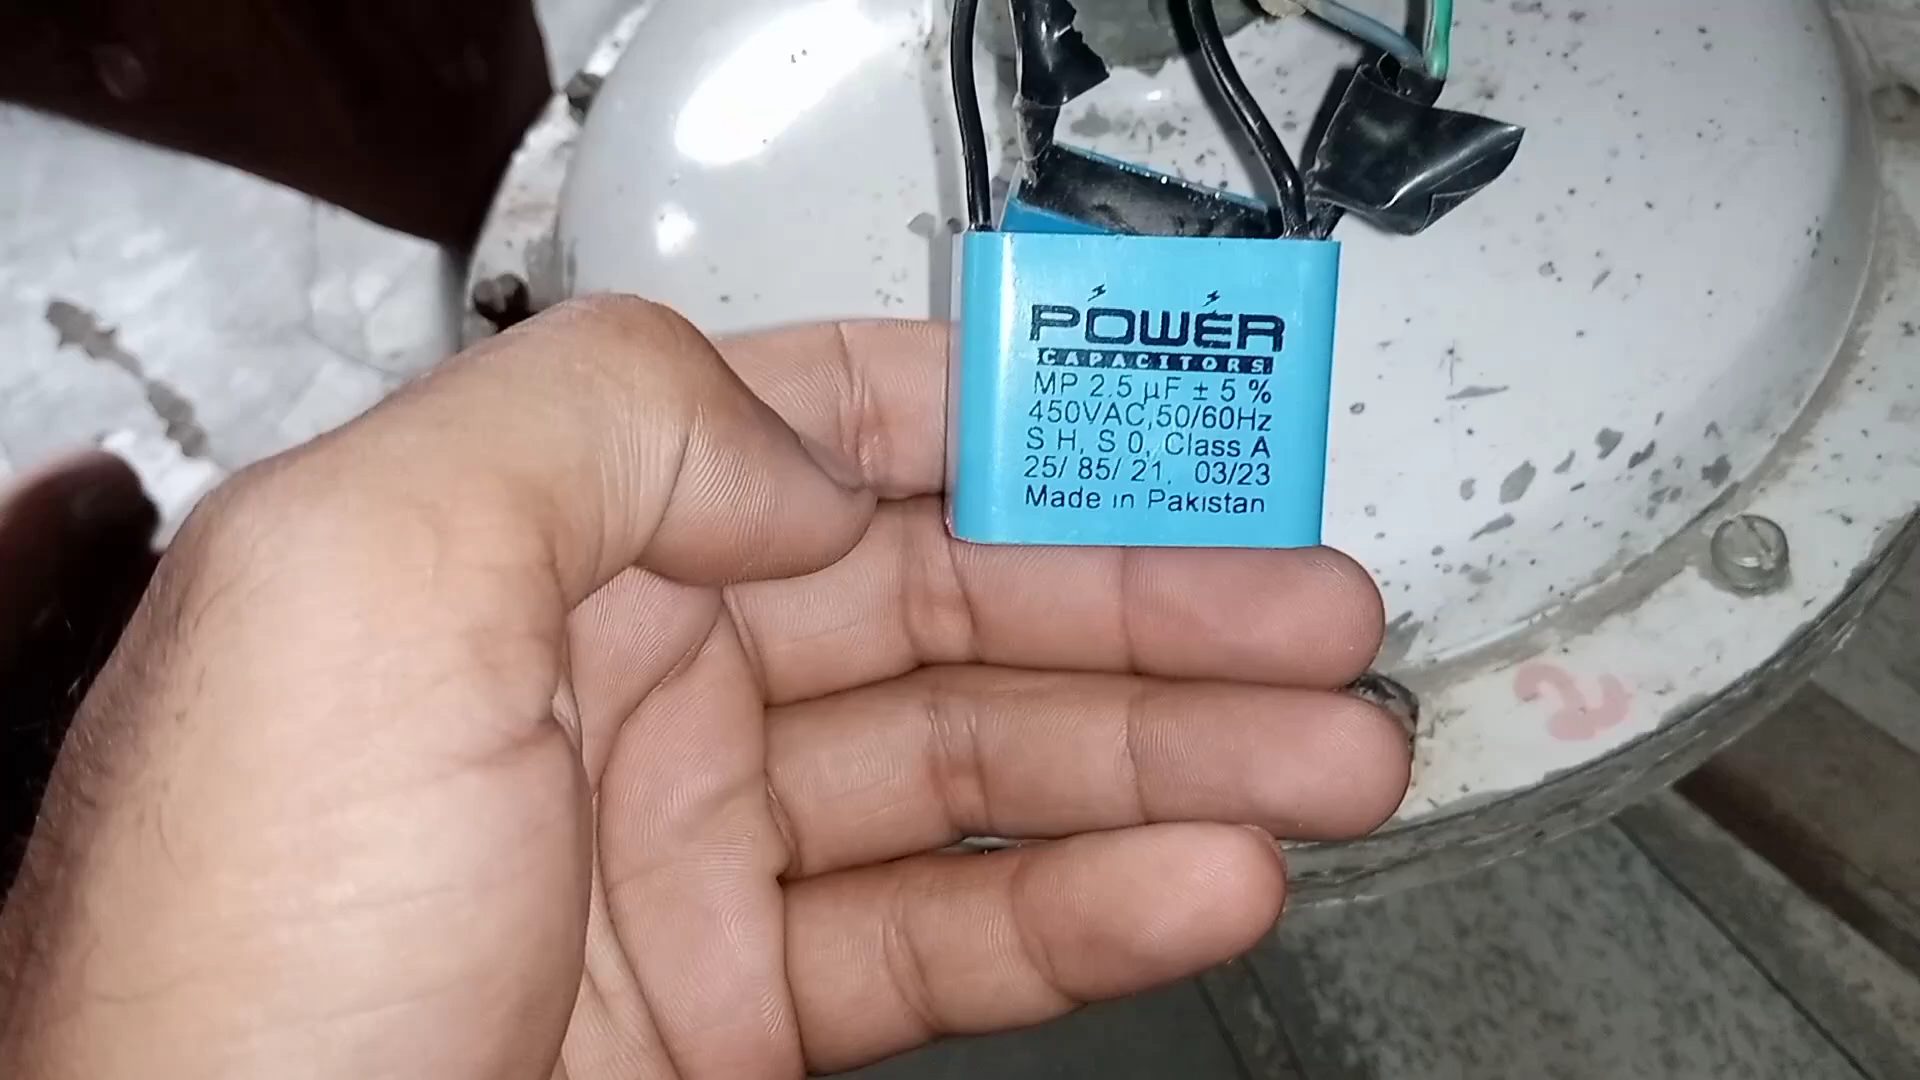 POWER
CAPACITORS
MP 2.5 µF ± 5 %
450VAC,50/60Hz
S H, S 0, Class A
25/ 85/ 21, 03/23
Made in Pakistan